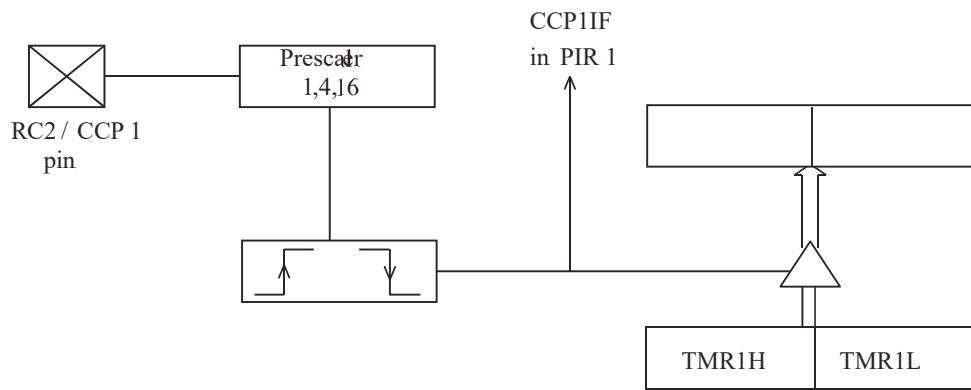 CCP1IF
in PIR 1
Prescaler
1,4,16
RC2 / CCP 1
pin
TMR1H
TMR1L